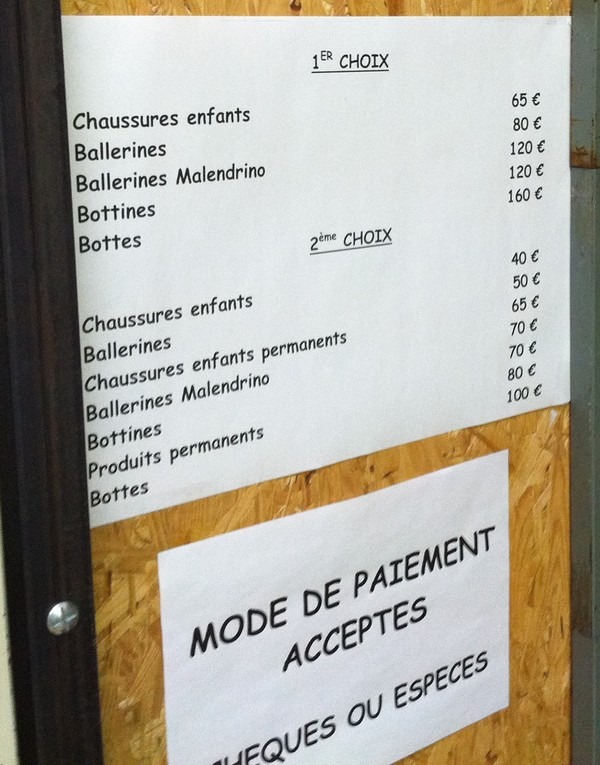 1ER CHOIX
Chaussures enfants 65 €
Ballerines 80 €
Ballerines Malendrino 120 €
Bottines 120 €
Bottes 160 €
2ème CHOIX
Chaussures enfants 40 €
Ballerines 50 €
Chaussures enfants permanents 65 €
Ballerines Malendrino 70 €
Bottines 70 €
Produits permanents 80 €
Bottes 100 €
MODE DE PAIEMENT
ACCEPTES
CHEQUES OU ESPECES